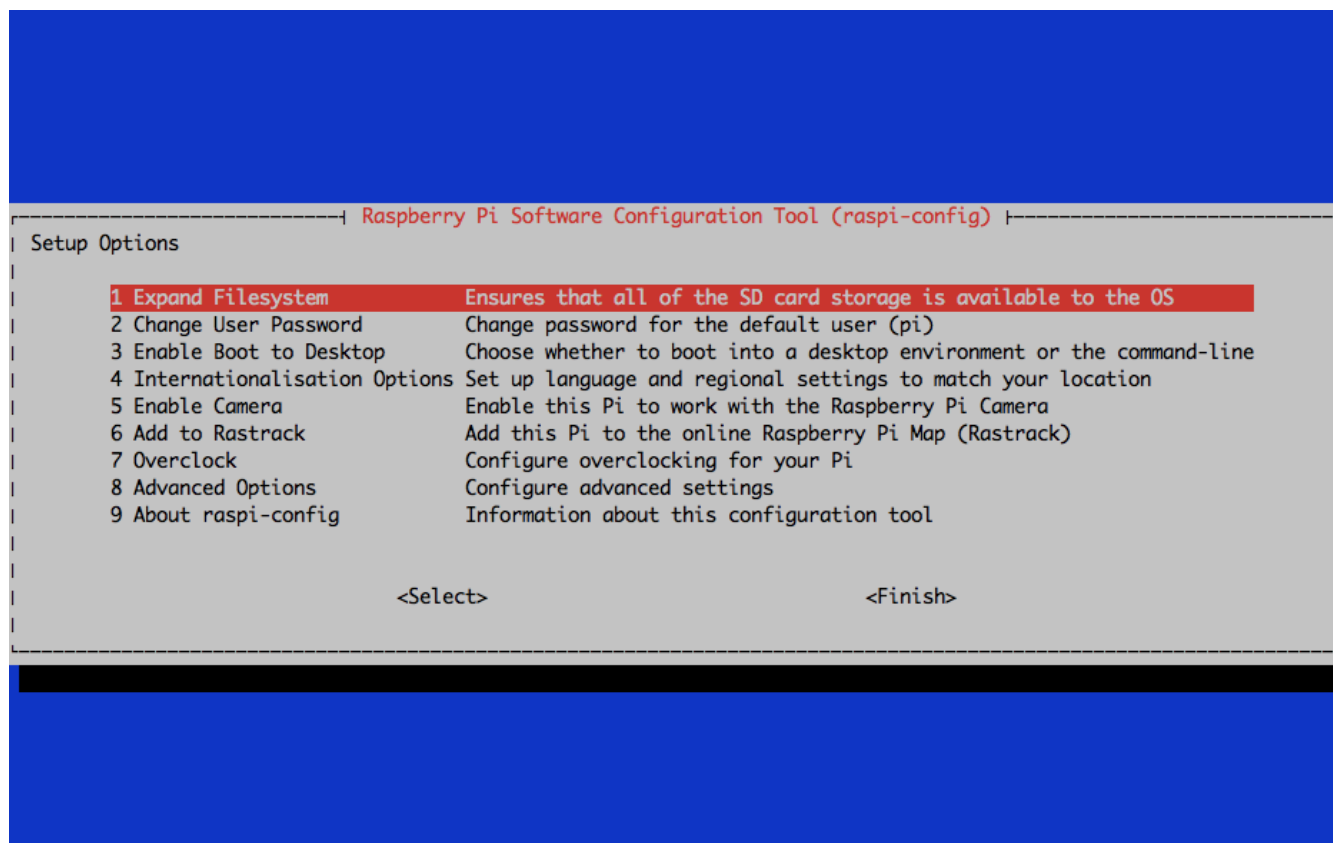 Raspberry Pi Software Configuration Tool (raspi-config)
Setup Options
1 Expand Filesystem Ensures that all of the SD card storage is available to the OS
2 Change User Password Change password for the default user (pi)
3 Enable Boot to Desktop Choose whether to boot into a desktop environment or the command-line
4 Internationalisation Options Set up language and regional settings to match your location
5 Enable Camera Enable this Pi to work with the Raspberry Pi Camera
6 Add to Rastrack Add this Pi to the online Raspberry Pi Map (Rastrack)
7 Overclock Configure overclocking for your Pi
8 Advanced Options Configure advanced settings
9 About raspi-config Information about this configuration tool
<Select> <Finish>